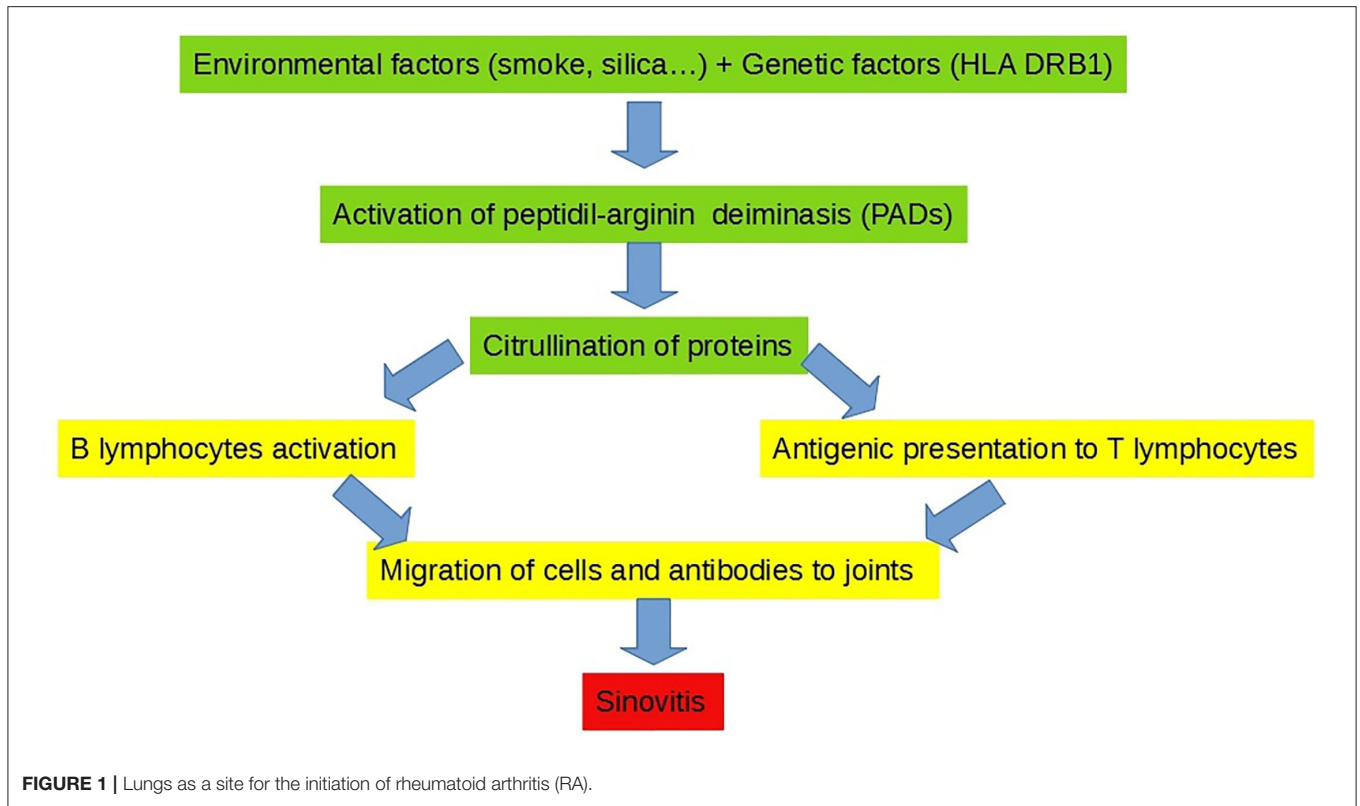 Environmental factors (smoke, silica…) + Genetic factors (HLA DRB1)
Activation of peptidil-arginin deiminasis (PADs)
Citrullination of proteins
B lymphocytes activation
Antigenic presentation to T lymphocytes
Migration of cells and antibodies to joints
Sinovitis
FIGURE 1 | Lungs as a site for the initiation of rheumatoid arthritis (RA).